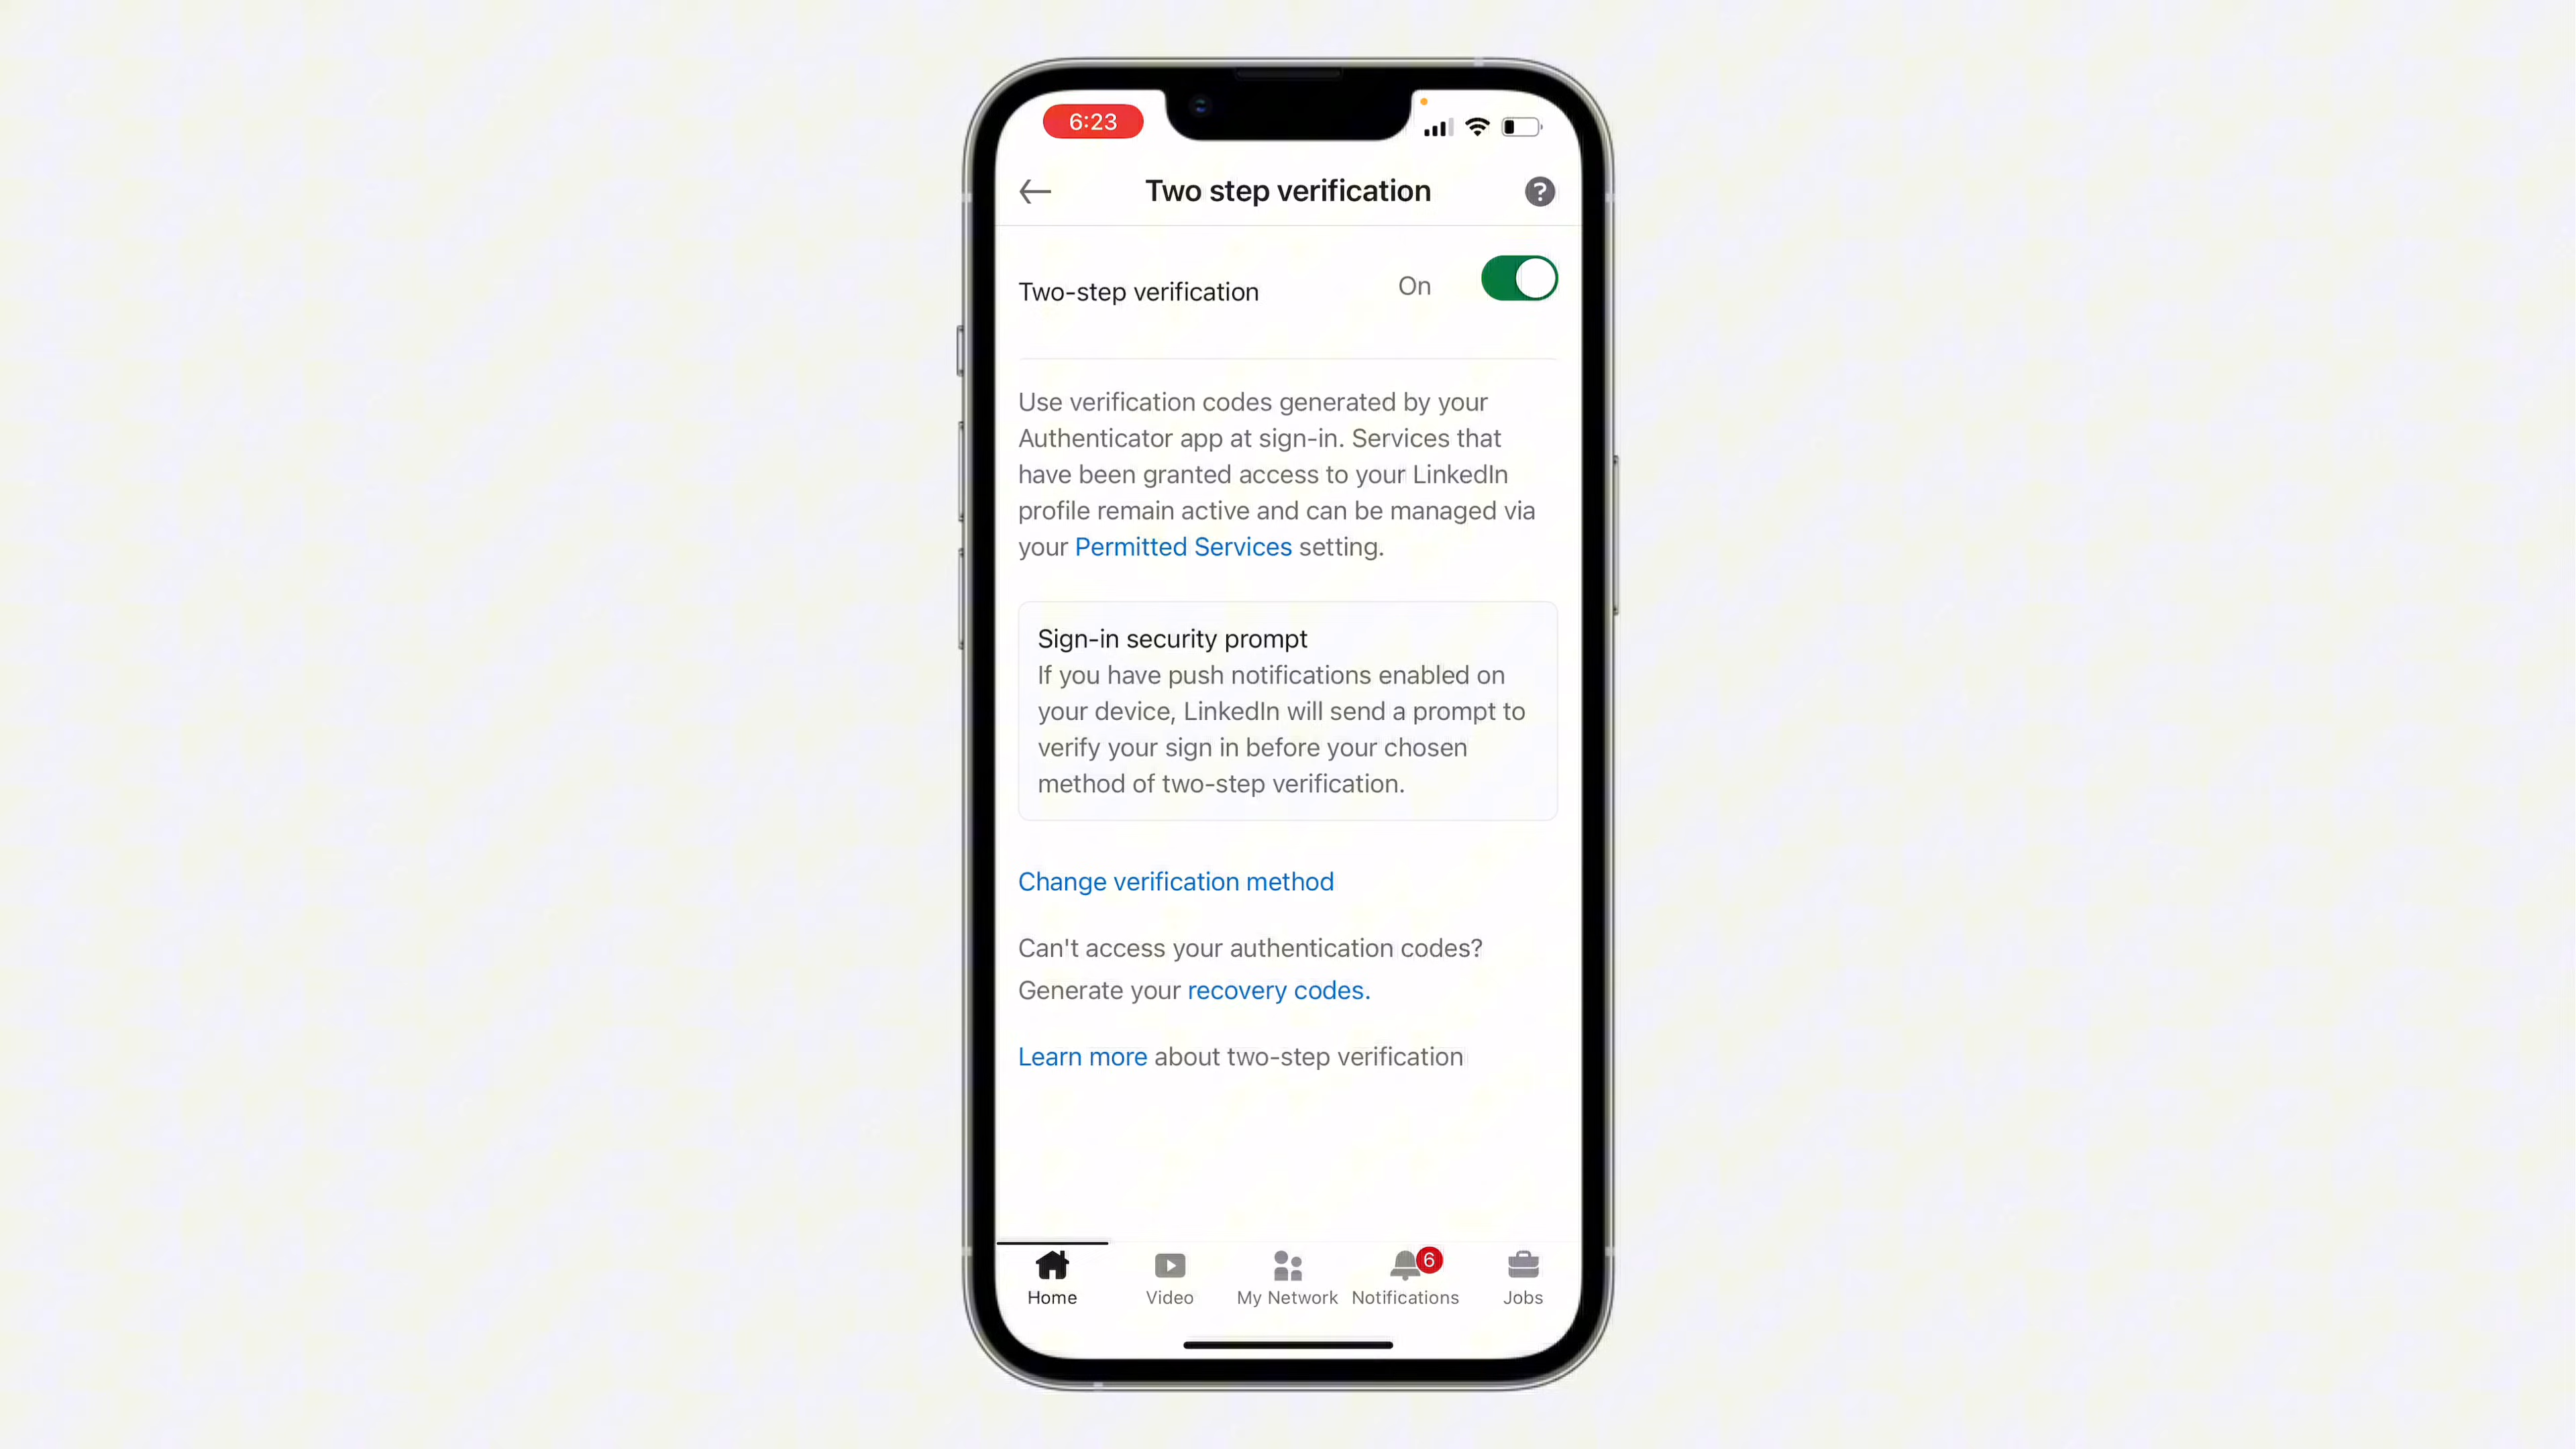 6:23
Two step verification
Two-step verification
On
Use verification codes generated by your
Authenticator app at sign-in. Services that
have been granted access to your LinkedIn
profile remain active and can be managed via
your Permitted Services setting.
Sign-in security prompt
If you have push notifications enabled on
your device, LinkedIn will send a prompt to
verify your sign in before your chosen
method of two-step verification.
Change verification method
Can't access your authentication codes?
Generate your recovery codes.
Learn more about two-step verification
6
Home
Video
My Network
Notifications
Jobs